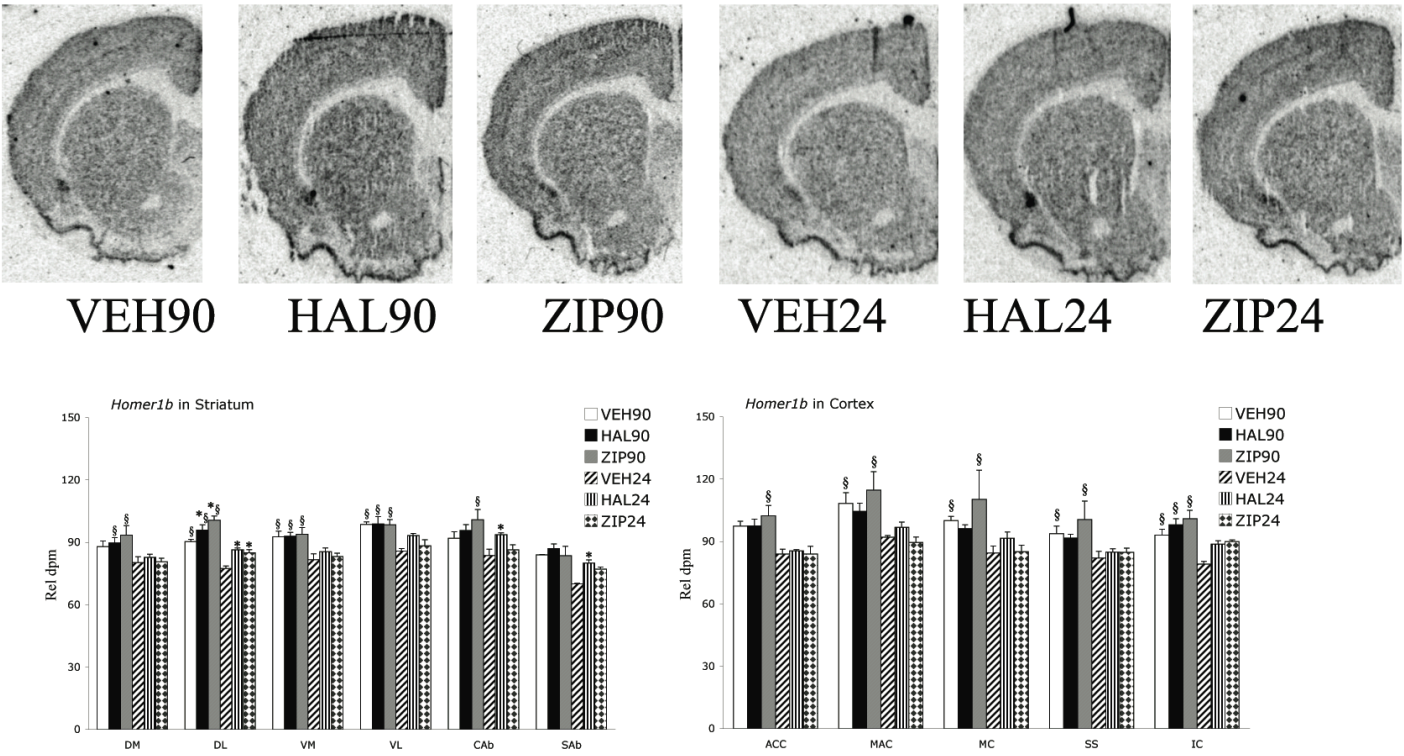 VEH90 HAL90 ZIP90 VEH24 HAL24 ZIP24
Homer1b in Striatum
150
120
90
60
30
0
Rel dpm
§ § * § * § * * § § § § § § * *
VEH90
HAL90
ZIP90
VEH24
HAL24
ZIP24
DM DL VM VL CAb SAb
Homer1b in Cortex
150
120
90
60
30
0
Rel dpm
§ § § § § § § § § §
VEH90
HAL90
ZIP90
VEH24
HAL24
ZIP24
ACC MAC MC SS IC